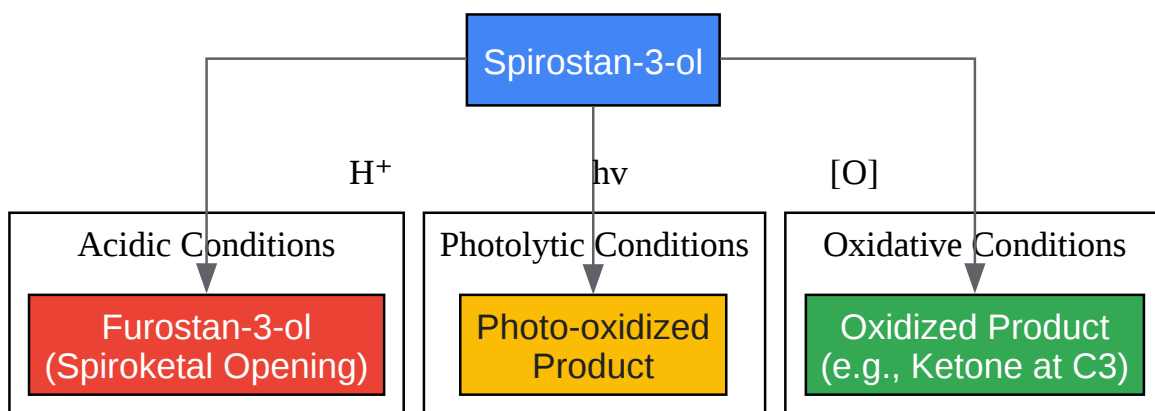 Spirostan-3-ol
H⁺
hν
[O]
Acidic Conditions
Photolytic Conditions
Oxidative Conditions
Furostan-3-ol
(Spiroketal Opening)
Photo-oxidized
Product
Oxidized Product
(e.g., Ketone at C3)